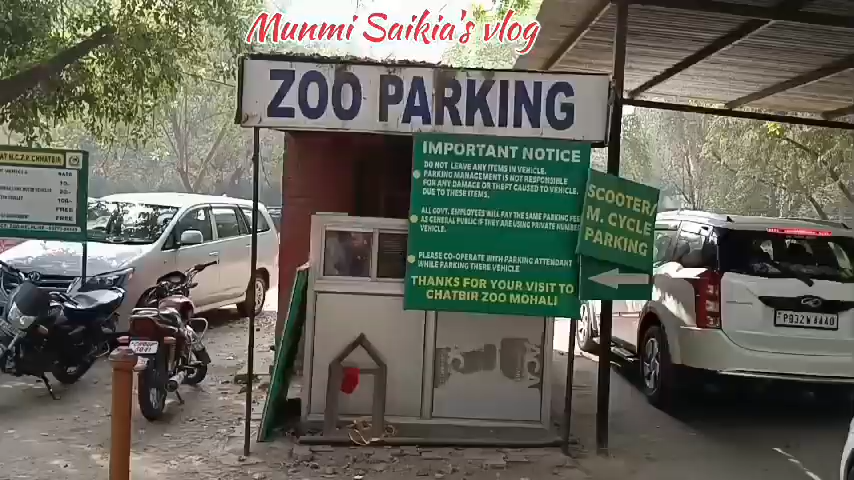 Munmi Saikia's vlog
ZOO PARKING
IMPORTANT NOTICE
DO NOT LEAVE ANY ITEMS IN VEHICLE.
PARKING MANAGEMENT IS NOT RESPONSIBLE
FOR ANY DAMAGE OR THEFT CAUSED TO VEHICLE.
DUE TO THESE ITEMS.
ALL GOVT. EMPLOYEES WILL PAY THE SAME PARKING FEE
AS GENERAL PUBLIC IF THEY ARE USING PRIVATE NUMBER
VEHICLE.
PLEASE CO-OPERATE WITH PARKING ATTENDANT
WHILE PARKING THERE VEHICLE
THANKS FOR YOUR VISIT TO
CHATBIR ZOO MOHALI
SCOOTER/
M. CYCLE
PARKING
RATE
10/-
20/-
FREE
FREE